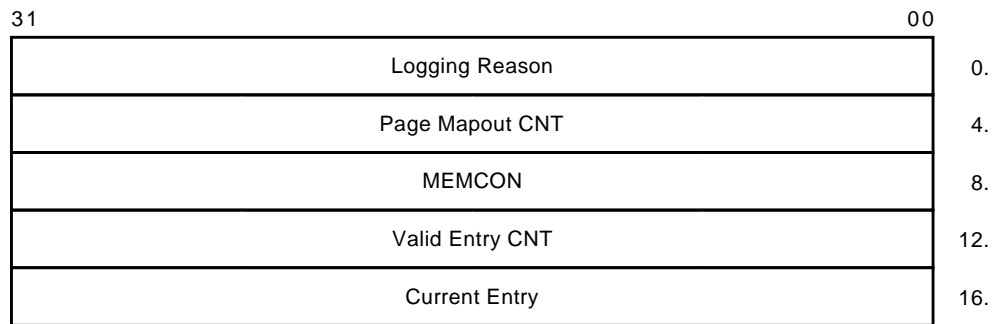 31 00
Logging Reason 0.
Page Mapout CNT 4.
MEMCON 8.
Valid Entry CNT 12.
Current Entry 16.